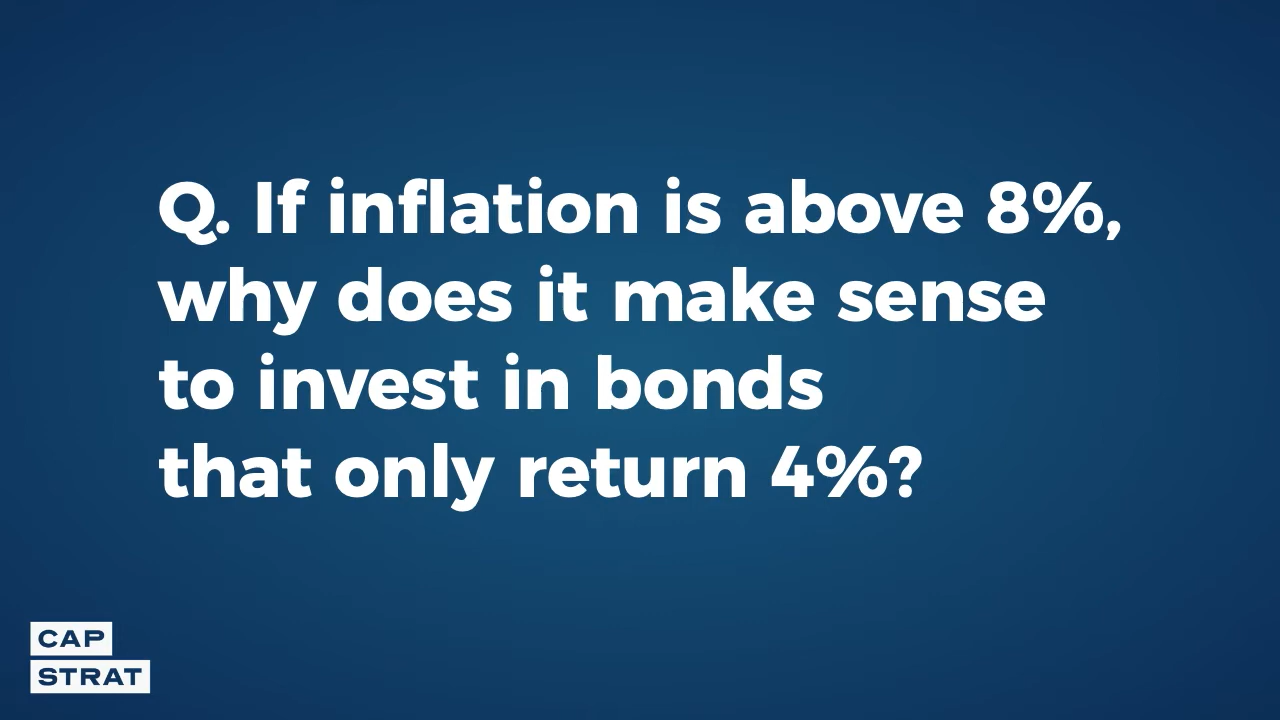 Q. If inflation is above 8%,
why does it make sense
to invest in bonds
that only return 4%?
CAP
STRAT